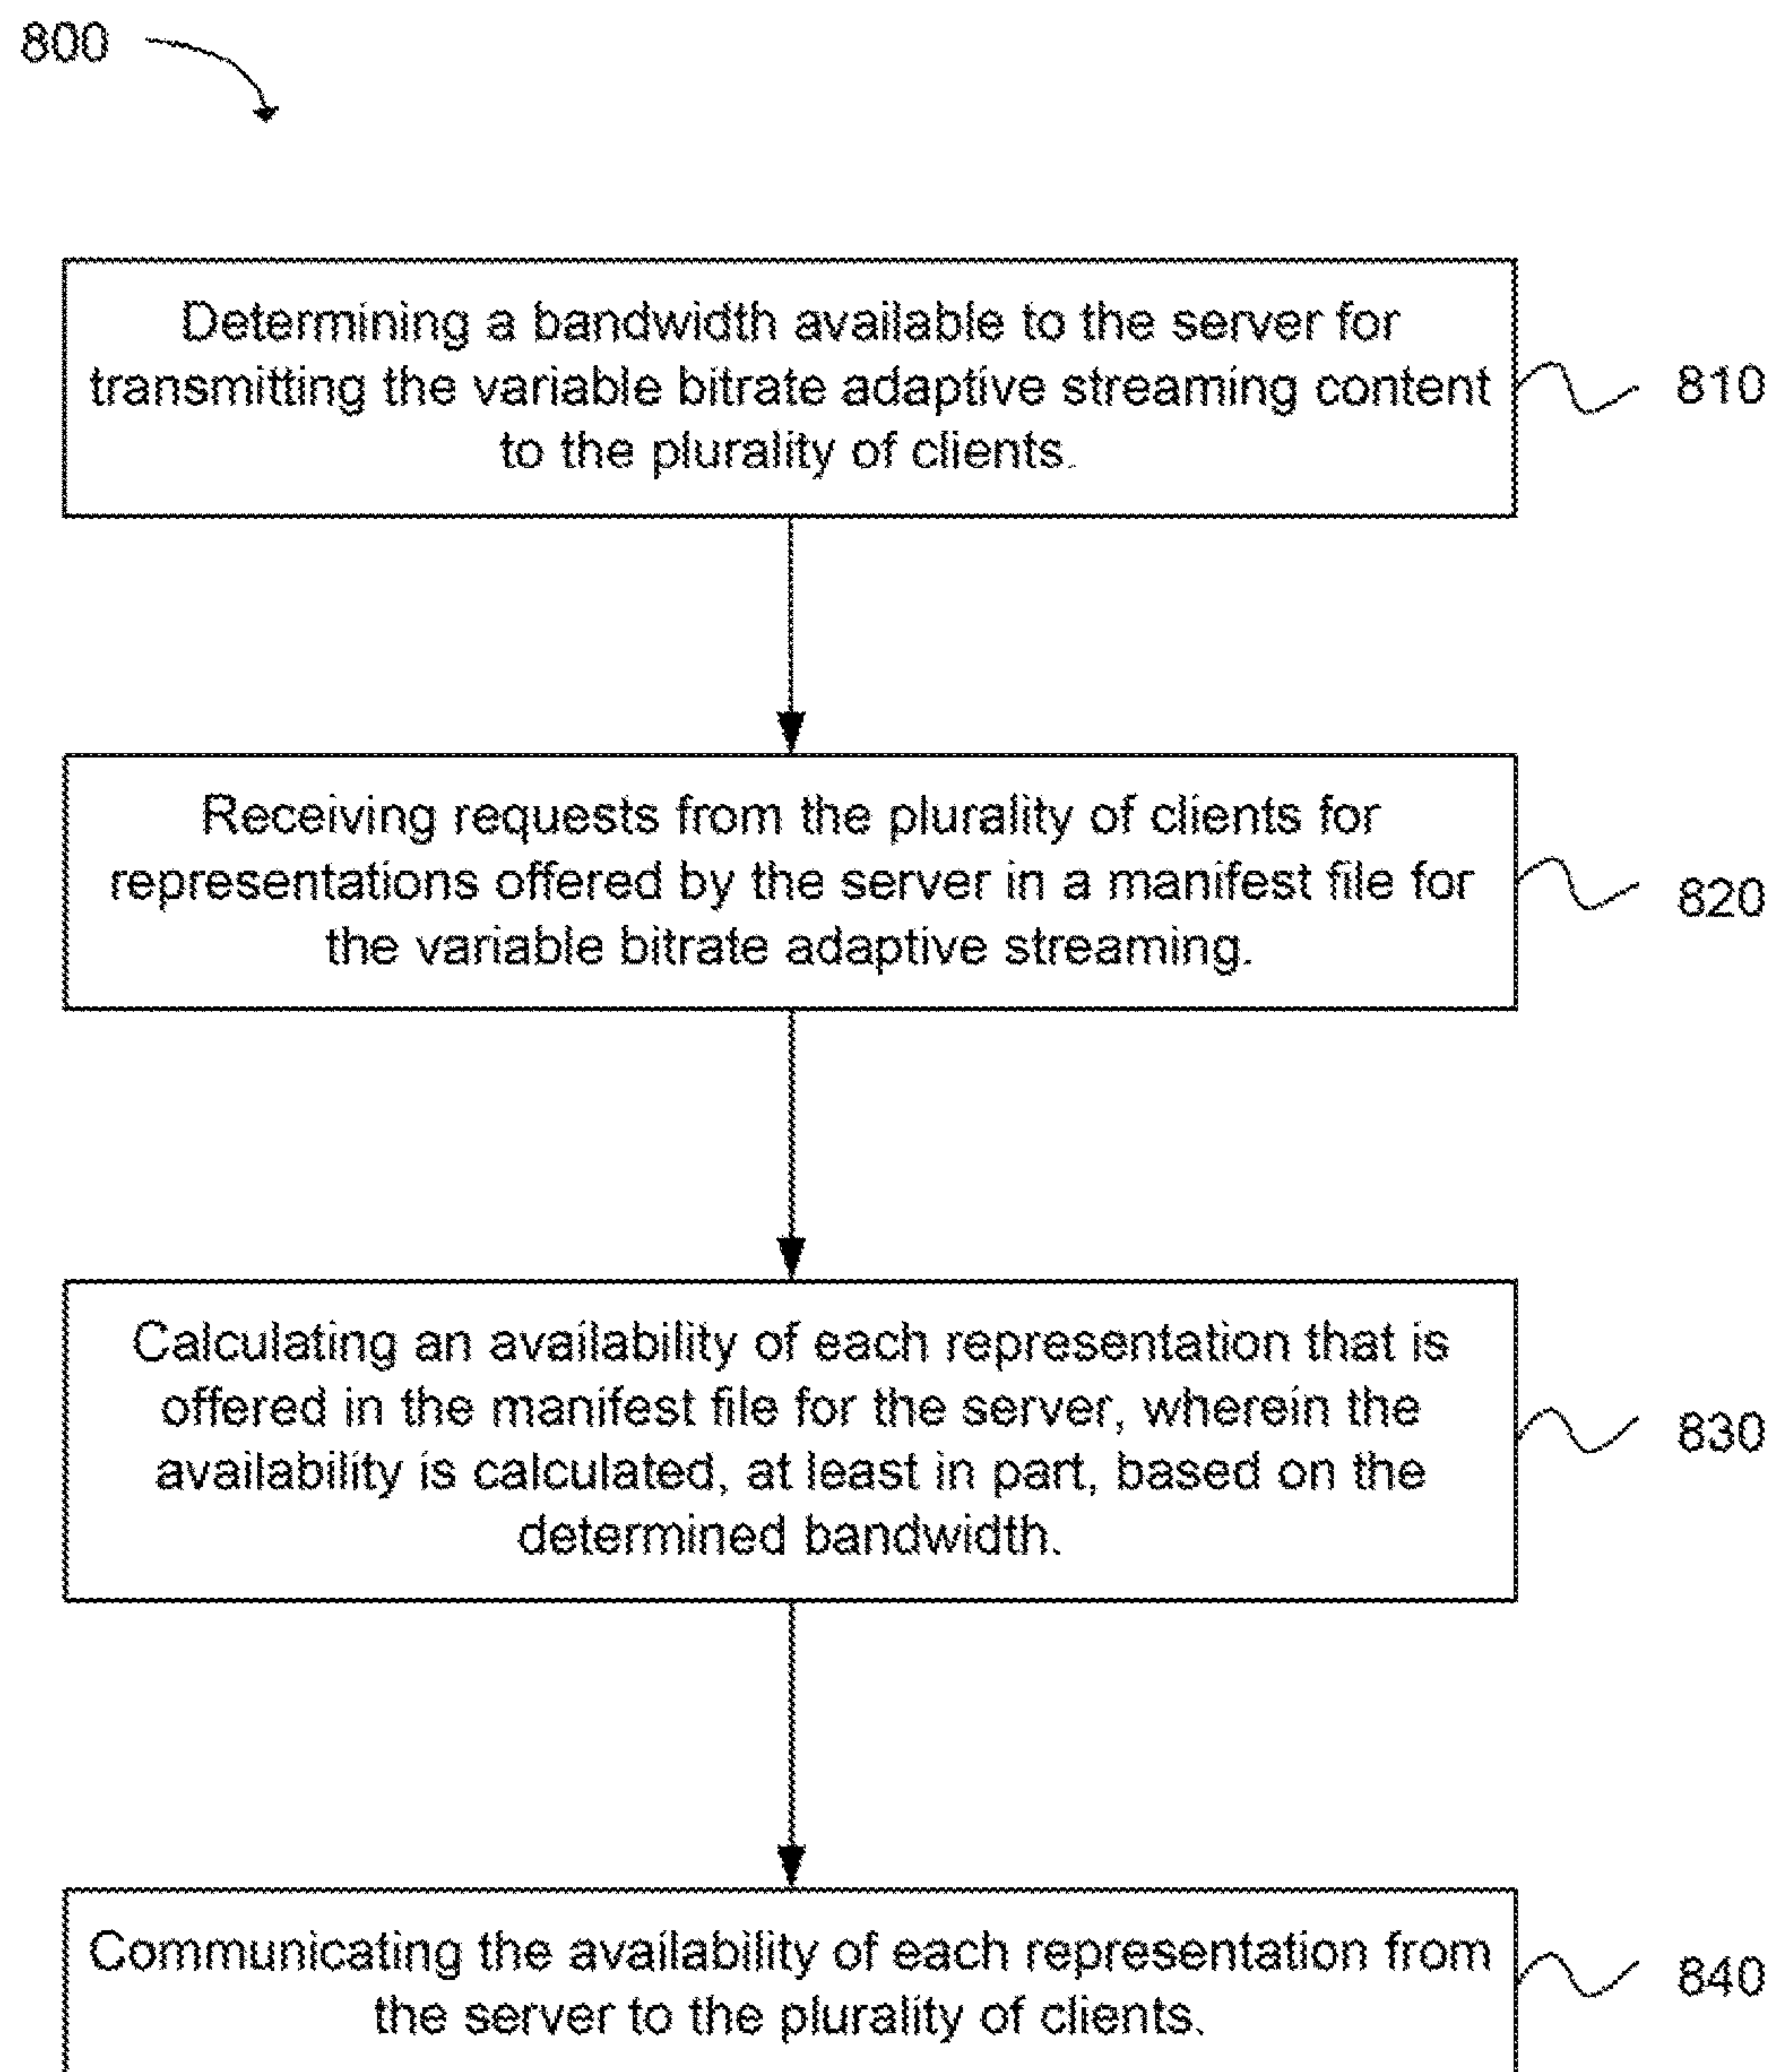 800
Determining a bandwidth available to the server for
transmitting the variable bitrate adaptive streaming content
to the plurality of clients.
810
Receiving requests from the plurality of clients for
representations offered by the server in a manifest file for
the variable bitrate adaptive streaming.
820
Calculating an availability of each representation that is
offered in the manifest file for the server, wherein the
availability is calculated, at least in part, based on the
determined bandwidth.
830
Communicating the availability of each representation from
the server to the plurality of clients.
840